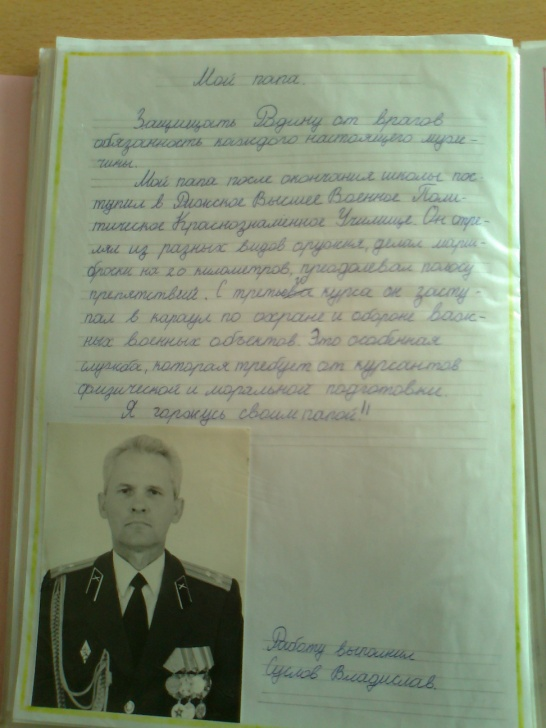 Мой папа.
Защищать Родину от врагов
обязанность каждого настоящего муж-
чины.
Мой папа после окончания школы пос-
тупил в Рижское Высшее Военное Поли-
тическое Краснознаменное Училище. Он стре-
лял из разных видов оружия, делал марш-
броски на 20 километров, преодолевал полосу
препятствий. С третьева курса он засту-
пал в караул по охране и обороне важ-
ных военных объектов. Это особенная
служба, которая требует от курсантов
физической и моральной подготовки
Я горжусь своим папой!!
Работу выполнил
Суслов Владислав.